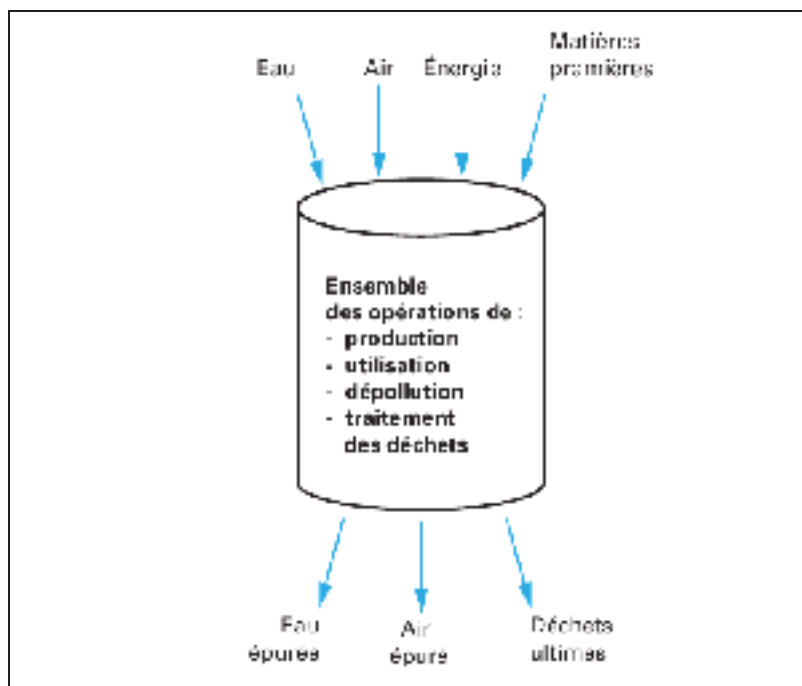 Eau Air Énergie Matières
premières
Ensemble
des opérations de :
- production
- utilisation
- dépollution
- traitement
des déchets
Eau
épurée
Air
épuré
Déchets
ultimes